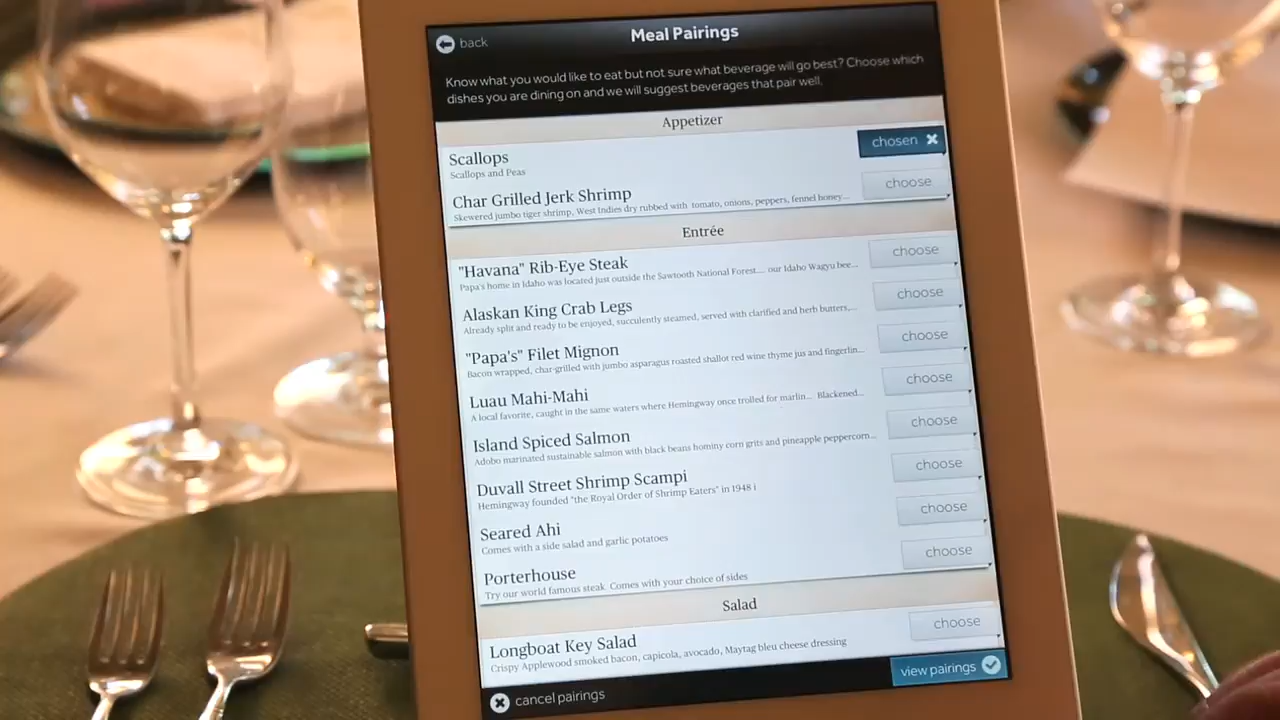 back
Meal Pairings
Know what you would like to eat but not sure what beverage will go best? Choose which
dishes you are dining on and we will suggest beverages that pair well.
Appetizer
Scallops
Scallops and Peas
chosen
Char Grilled Jerk Shrimp
Skewered jumbo tiger shrimp, West Indies dry rubbed with tomato, onions, peppers, fennel honey...
choose
Entrée
"Havana" Rib-Eye Steak
Papa's home in Idaho was located just outside the Sawtooth National Forest.... our Idaho Wagyu bee...
choose
Alaskan King Crab Legs
Already split and ready to be enjoyed, succulently steamed, served with clarified and herb butters,...
choose
"Papa's" Filet Mignon
Bacon wrapped, char-grilled with jumbo asparagus roasted shallot red wine thyme jus and fingerlin...
choose
Luau Mahi-Mahi
A local favorite, caught in the same waters where Hemingway once trolled for marlin... Blackened...
choose
Island Spiced Salmon
Adobo marinated sustainable salmon with black beans hominy corn grits and pineapple peppercorn...
choose
Duvall Street Shrimp Scampi
Hemingway founded "the Royal Order of Shrimp Eaters" in 1948 i
choose
Seared Ahi
Comes with a side salad and garlic potatoes
choose
Porterhouse
Try our world famous steak Comes with your choice of sides
choose
Salad
Longboat Key Salad
Crispy Applewood smoked bacon, capicola, avocado, Maytag bleu cheese dressing
choose
cancel pairings
view pairings